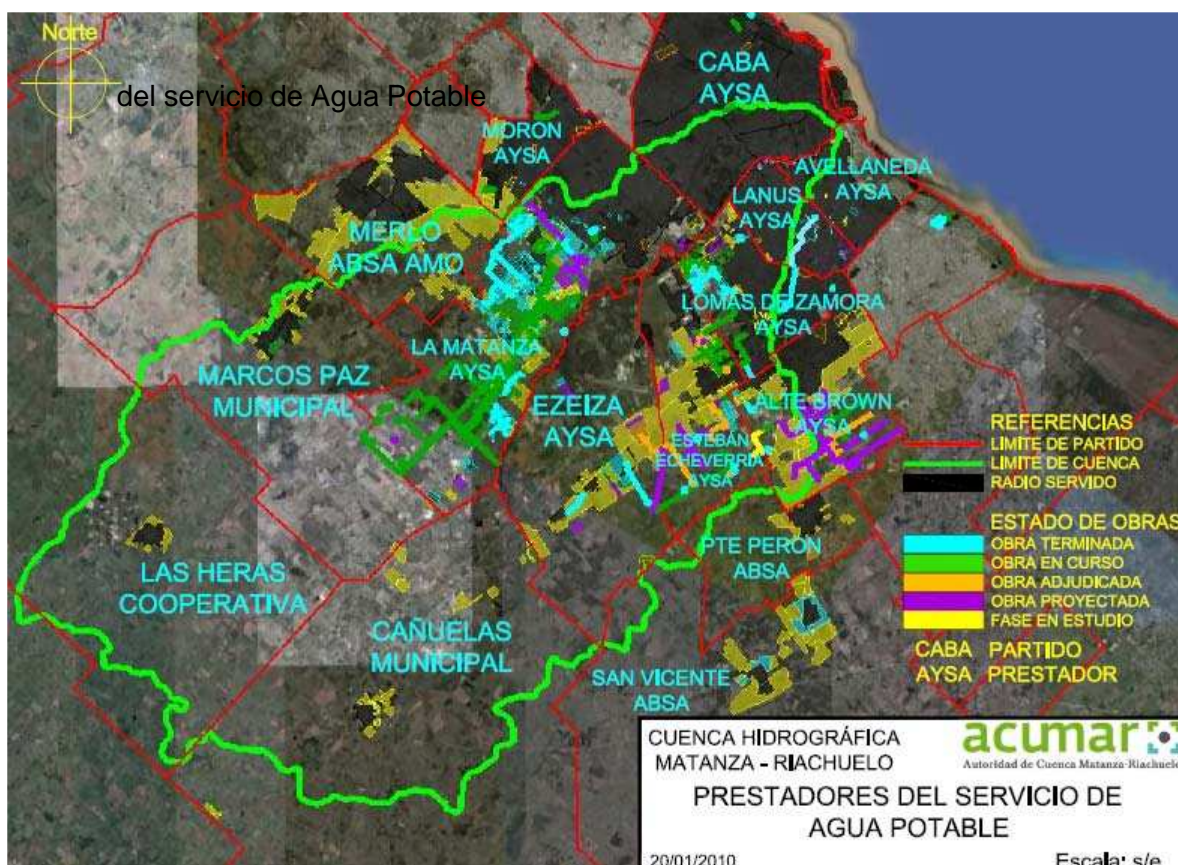 Norte
del servicio de Agua Potable
CABA
AYSA
MORON
AYSA
AVELLANEDA
AYSA
LANUS
AYSA
MERLO
ABSA AMO
LOMAS DE ZAMORA
AYSA
LA MATANZA
AYSA
MARCOS PAZ
MUNICIPAL
EZEIZA
AYSA
ALTE BROWN
AYSA
ESTEBAN
ECHEVERRIA
AYSA
REFERENCIAS
LIMITE DE PARTIDO
LIMITE DE CUENCA
RADIO SERVIDO
ESTADO DE OBRAS
OBRA TERMINADA
OBRA EN CURSO
OBRA ADJUDICADA
OBRA PROYECTADA
FASE EN ESTUDIO
CABA PARTIDO
AYSA PRESTADOR
PTE PERON
ABSA
LAS HERAS
COOPERATIVA
CAÑUELAS
MUNICIPAL
SAN VICENTE
ABSA
CUENCA HIDROGRÁFICA
MATANZA - RIACHUELO
acumar
Autoridad de Cuenca Matanza-Riachuelo
PRESTADORES DEL SERVICIO DE
AGUA POTABLE
20/01/2010 Escala: s/e